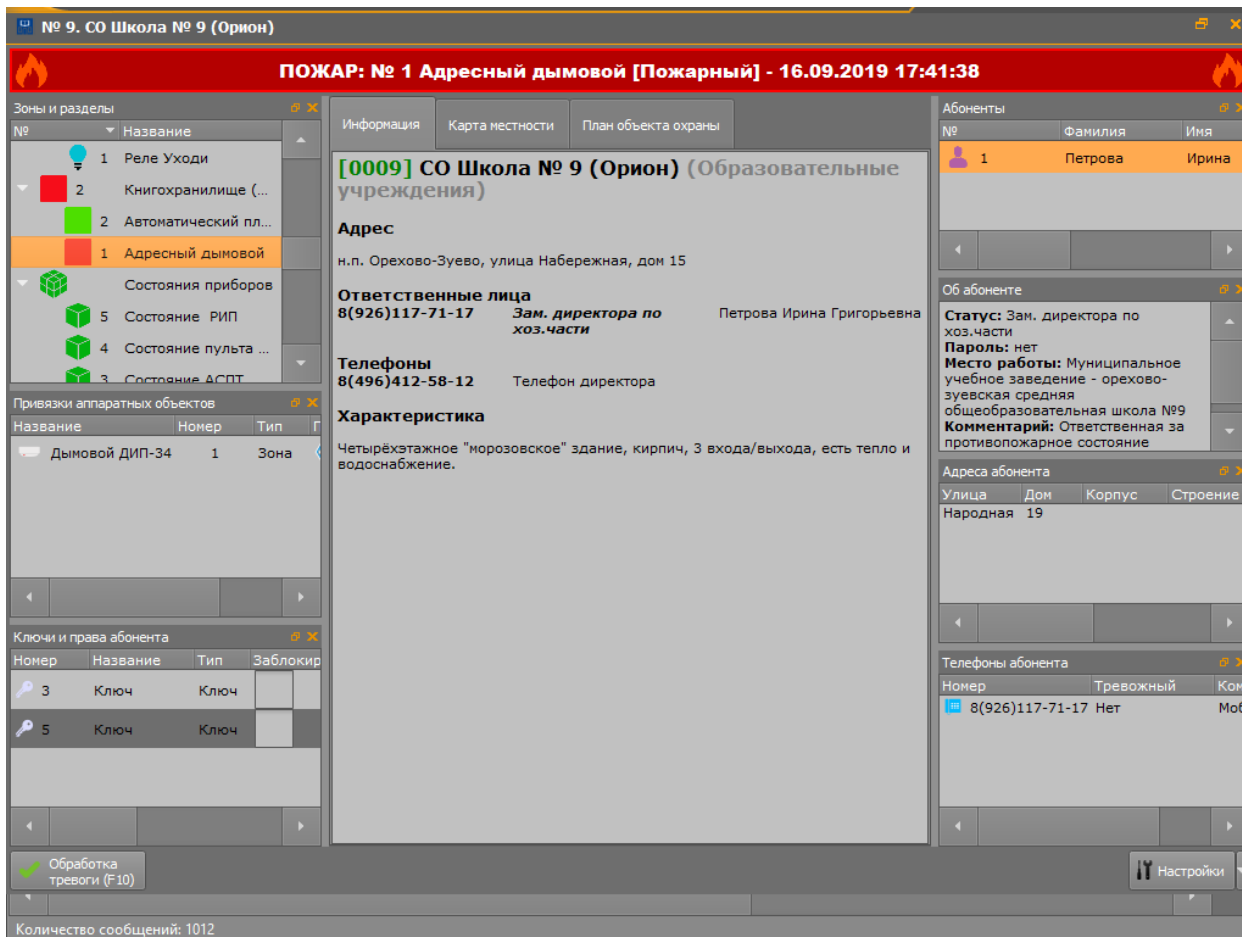 № 9. СО Школа № 9 (Орион)
ПОЖАР: № 1 Адресный дымовой [Пожарный] - 16.09.2019 17:41:38
Зоны и разделы
№ Название
1 Реле Уходи
2 Книгохранилище (...
2 Автоматический пл...
1 Адресный дымовой
Состояния приборов
5 Состояние РИП
4 Состояние пульта ...
3 Состояние АСПТ
Привязки аппаратных объектов
Название Номер Тип П
Дымовой ДИП-34 1 Зона
Ключи и права абонента
Номер Название Тип Заблокир
3 Ключ Ключ
5 Ключ Ключ
Обработка
тревоги (F10)
Информация Карта местности План объекта охраны
[0009] СО Школа № 9 (Орион) (Образовательные
учреждения)
Адрес
н.п. Орехово-Зуево, улица Набережная, дом 15
Ответственные лица
8(926)117-71-17 Зам. директора по Петрова Ирина Григорьевна
хоз.части
Телефоны
8(496)412-58-12 Телефон директора
Характеристика
Четырёхэтажное "морозовское" здание, кирпич, 3 входа/выхода, есть тепло и
водоснабжение.
Абоненты
№ Фамилия Имя
1 Петрова Ирина
Об абоненте
Статус: Зам. директора по
хоз.части
Пароль: нет
Место работы: Муниципальное
учебное заведение - орехово-
зуевская средняя
общеобразовательная школа №9
Комментарий: Ответственная за
противопожарное состояние
Адреса абонента
Улица Дом Корпус Строение
Народная 19
Телефоны абонента
Номер Тревожный Ком
8(926)117-71-17 Нет Моб
Настройки
Количество сообщений: 1012